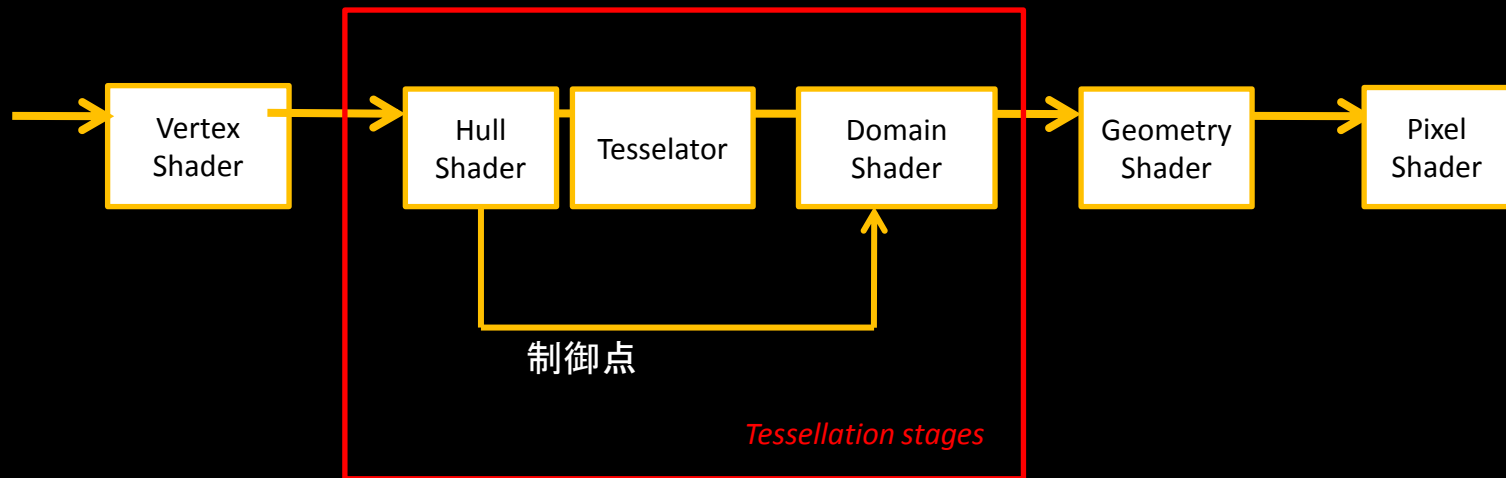 Vertex
Shader
Hull
Shader
Tesselator
Domain
Shader
Geometry
Shader
Pixel
Shader
制御点
Tessellation stages